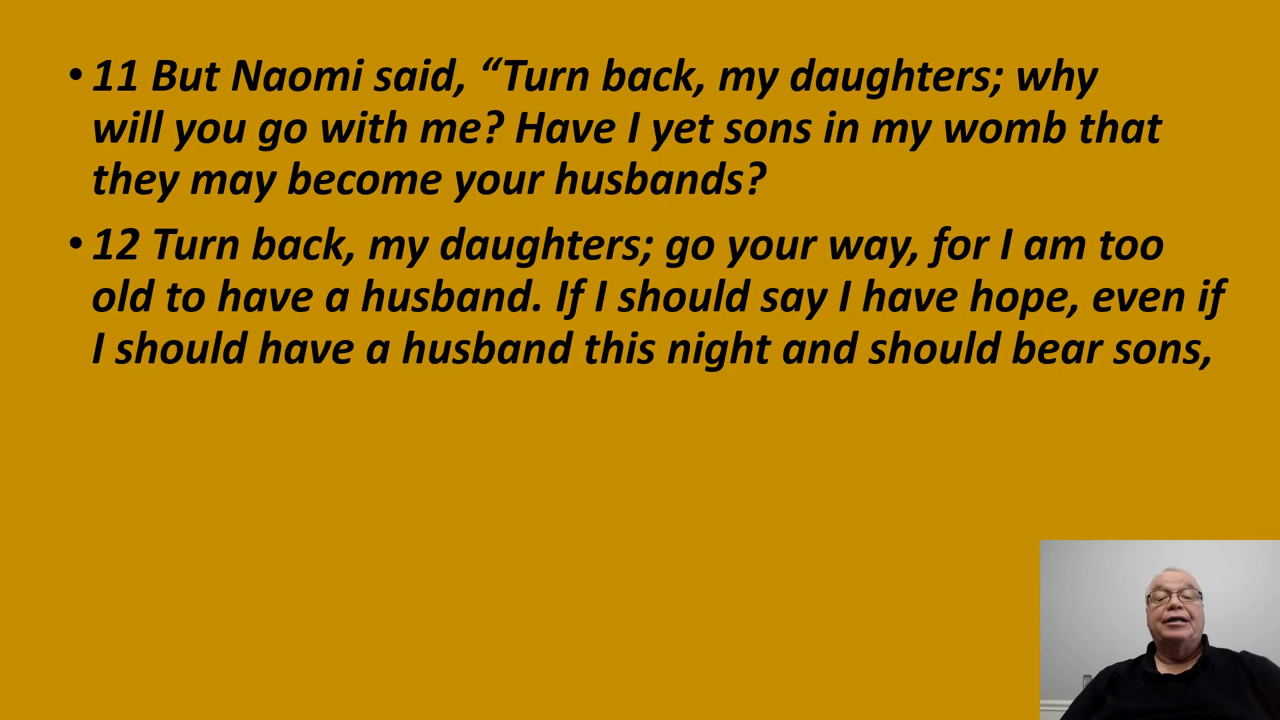 • 11 But Naomi said, “Turn back, my daughters; why
will you go with me? Have I yet sons in my womb that
they may become your husbands?
• 12 Turn back, my daughters; go your way, for I am too
old to have a husband. If I should say I have hope, even if
I should have a husband this night and should bear sons,